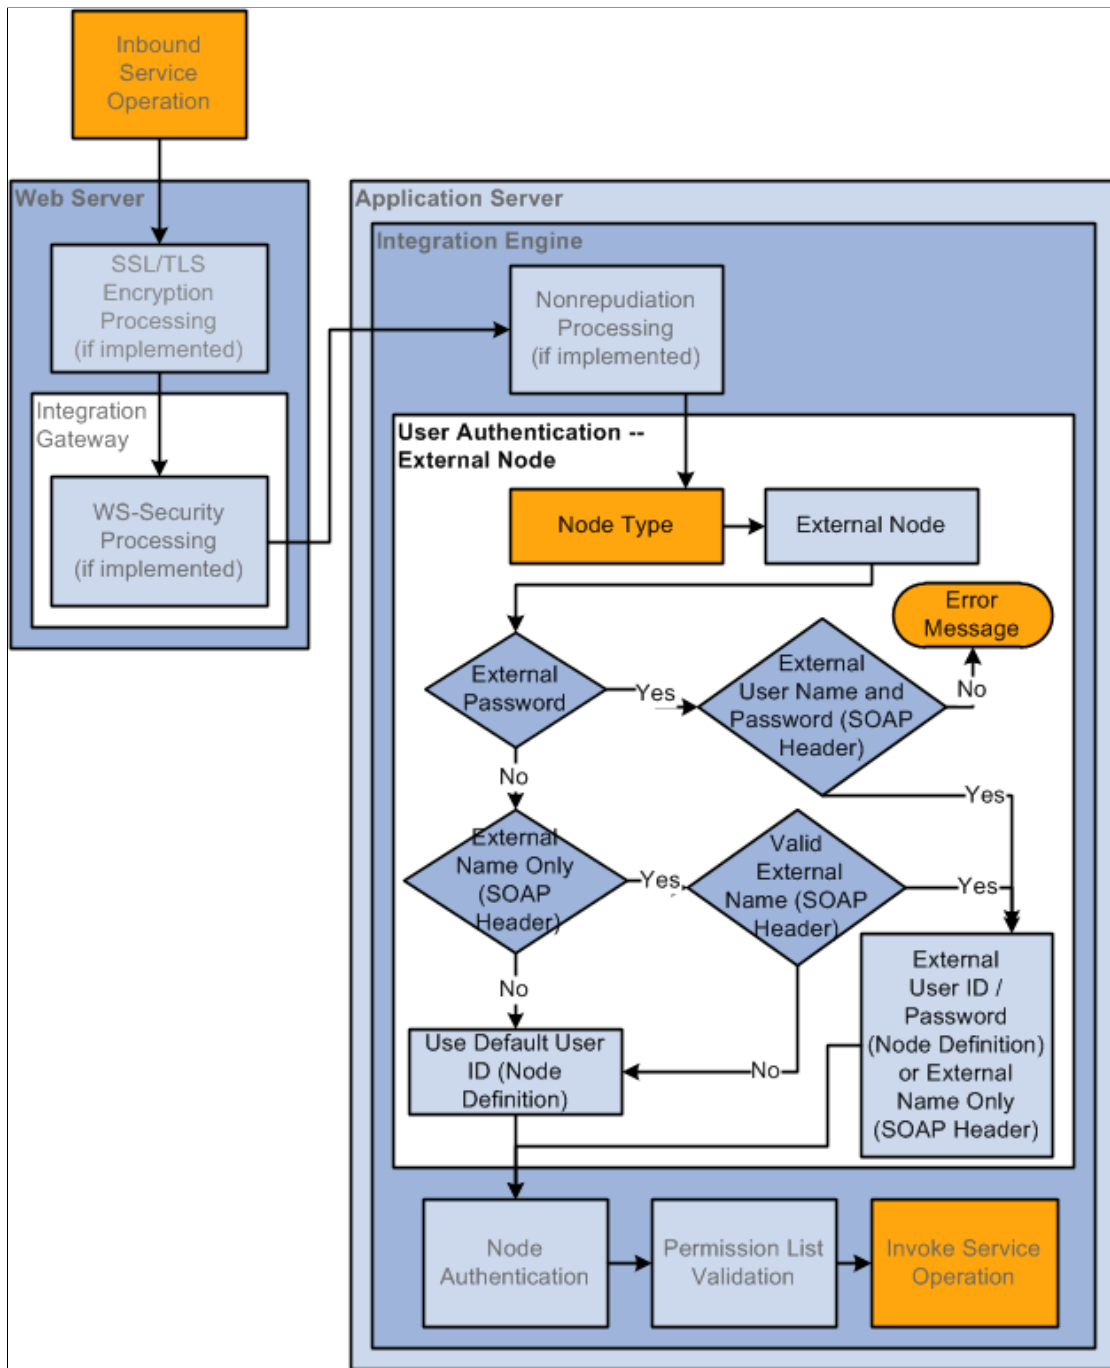 Inbound
Service
Operation
Web Server
SSL/TLS
Encryption
Processing
(if implemented)
Integration
Gateway
WS-Security
Processing
(if implemented)
Application Server
Integration Engine
Nonrepudiation
Processing
(if implemented)
User Authentication --
External Node
Node Type
External Node
Error
Message
External
Password
Yes
External
User Name and
Password (SOAP
Header)
No
No
Yes
External
Name Only
(SOAP
Header)
Yes
Valid
External
Name (SOAP
Header)
Yes
No
No
Use Default User
ID (Node
Definition)
External
User ID /
Password
(Node Definition)
or External
Name Only
(SOAP Header)
Node
Authentication
Permission List
Validation
Invoke Service
Operation